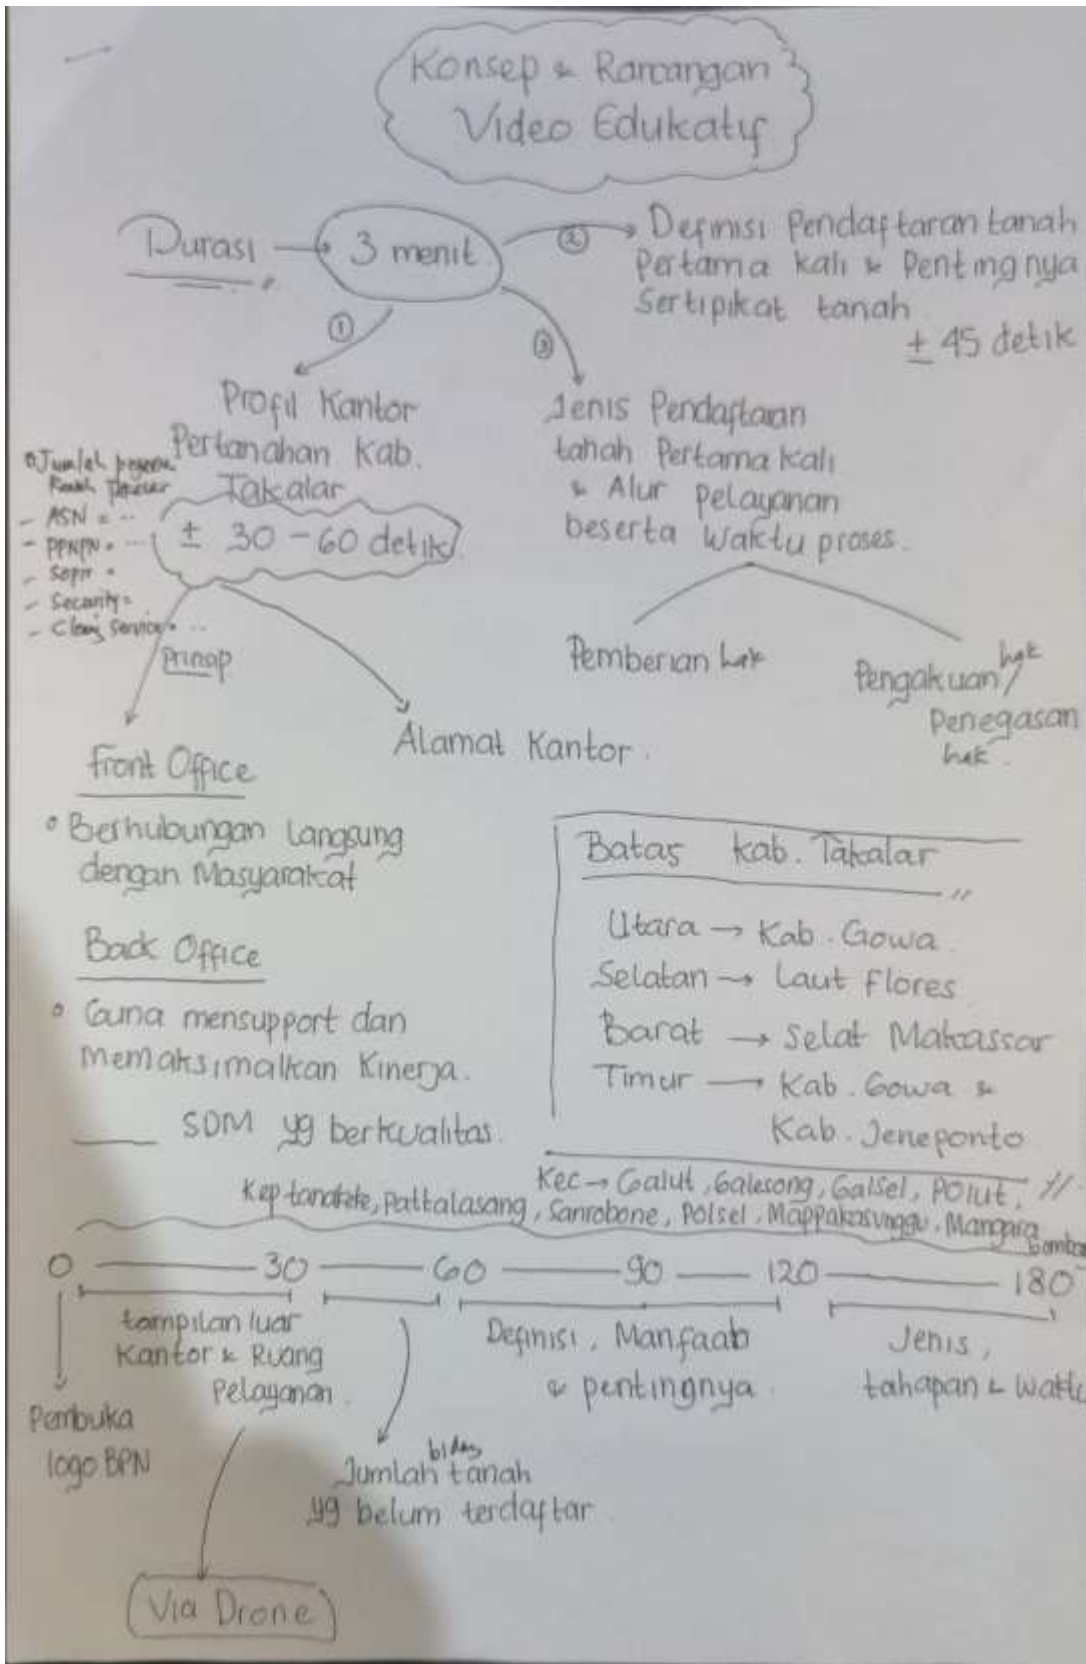 Konsep & Rancangan
Video Edukatif
Durasi → 3 menit
② → Definisi Pendaftaran tanah
Pertama kali & Pentingnya
Sertipikat tanah
± 45 detik
①
Profil Kantor
Pertanahan Kab.
Takalar
± 30 - 60 detik
• Jumlah
- ASN = ..
- PPNPN = ...
- Security =
- Service = ..
③
Jenis Pendaftaan
tanah Pertama Kali
& Alur pelayanan
beserta Waktu proses.
Pemberian hak
Pengakuan hak/
Penegasan
hak.
Prinsip
Front Office
• Berhubungan Langsung
dengan Masyarakat
Back Office
• Guna mensupport dan
Memaksimalkan Kinerja.
SDM yg berkualitas.
Alamat Kantor.
Batas Kab. Takalar
Utara → Kab. Gowa.
Selatan → Laut Flores
Barat → Selat Makassar
Timur → Kab. Gowa &
Kab. Jeneponto
Kec → Galut, Galesong, Galsel, Polut,
Kep tanakeke, Pattalasang, Sanrobone, Polsel, Mappakasunggu, Mangara
bombang
0 30 60 90 120 180
tampilan luar
Kantor & Ruang
Pelayanan.
Definisi, Manfaat
& pentingnya.
Jenis,
tahapan & Waktu
Pembuka
logo BPN
Jumlah bidang tanah
yg belum terdaftar.
Via Drone